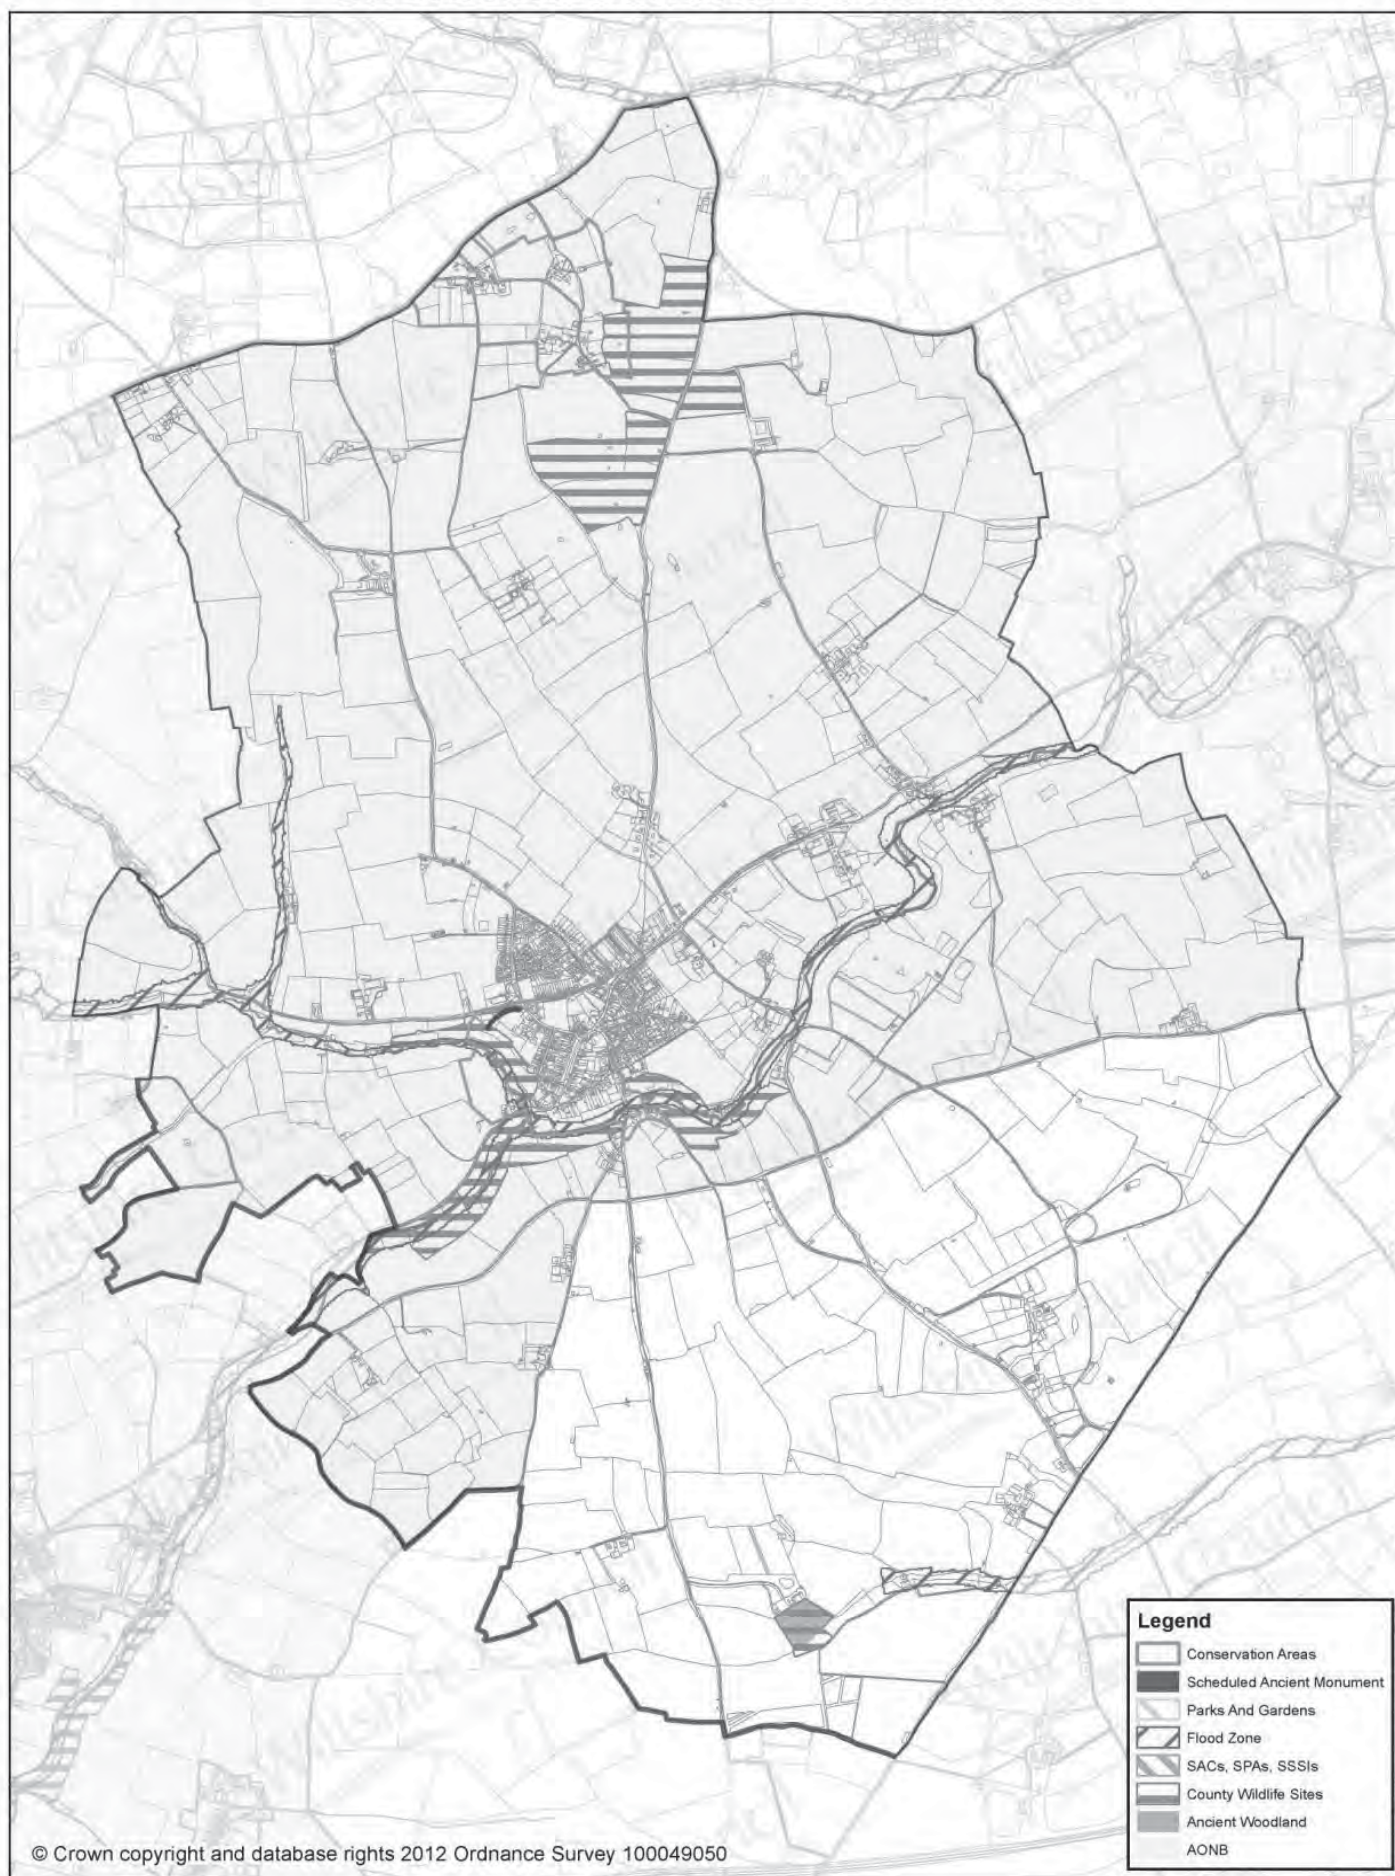 Legend
Conservation Areas
Scheduled Ancient Monument
Parks And Gardens
Flood Zone
SACs, SPAs, SSSIs
County Wildlife Sites
Ancient Woodland
AONB
© Crown copyright and database rights 2012 Ordnance Survey 100049050